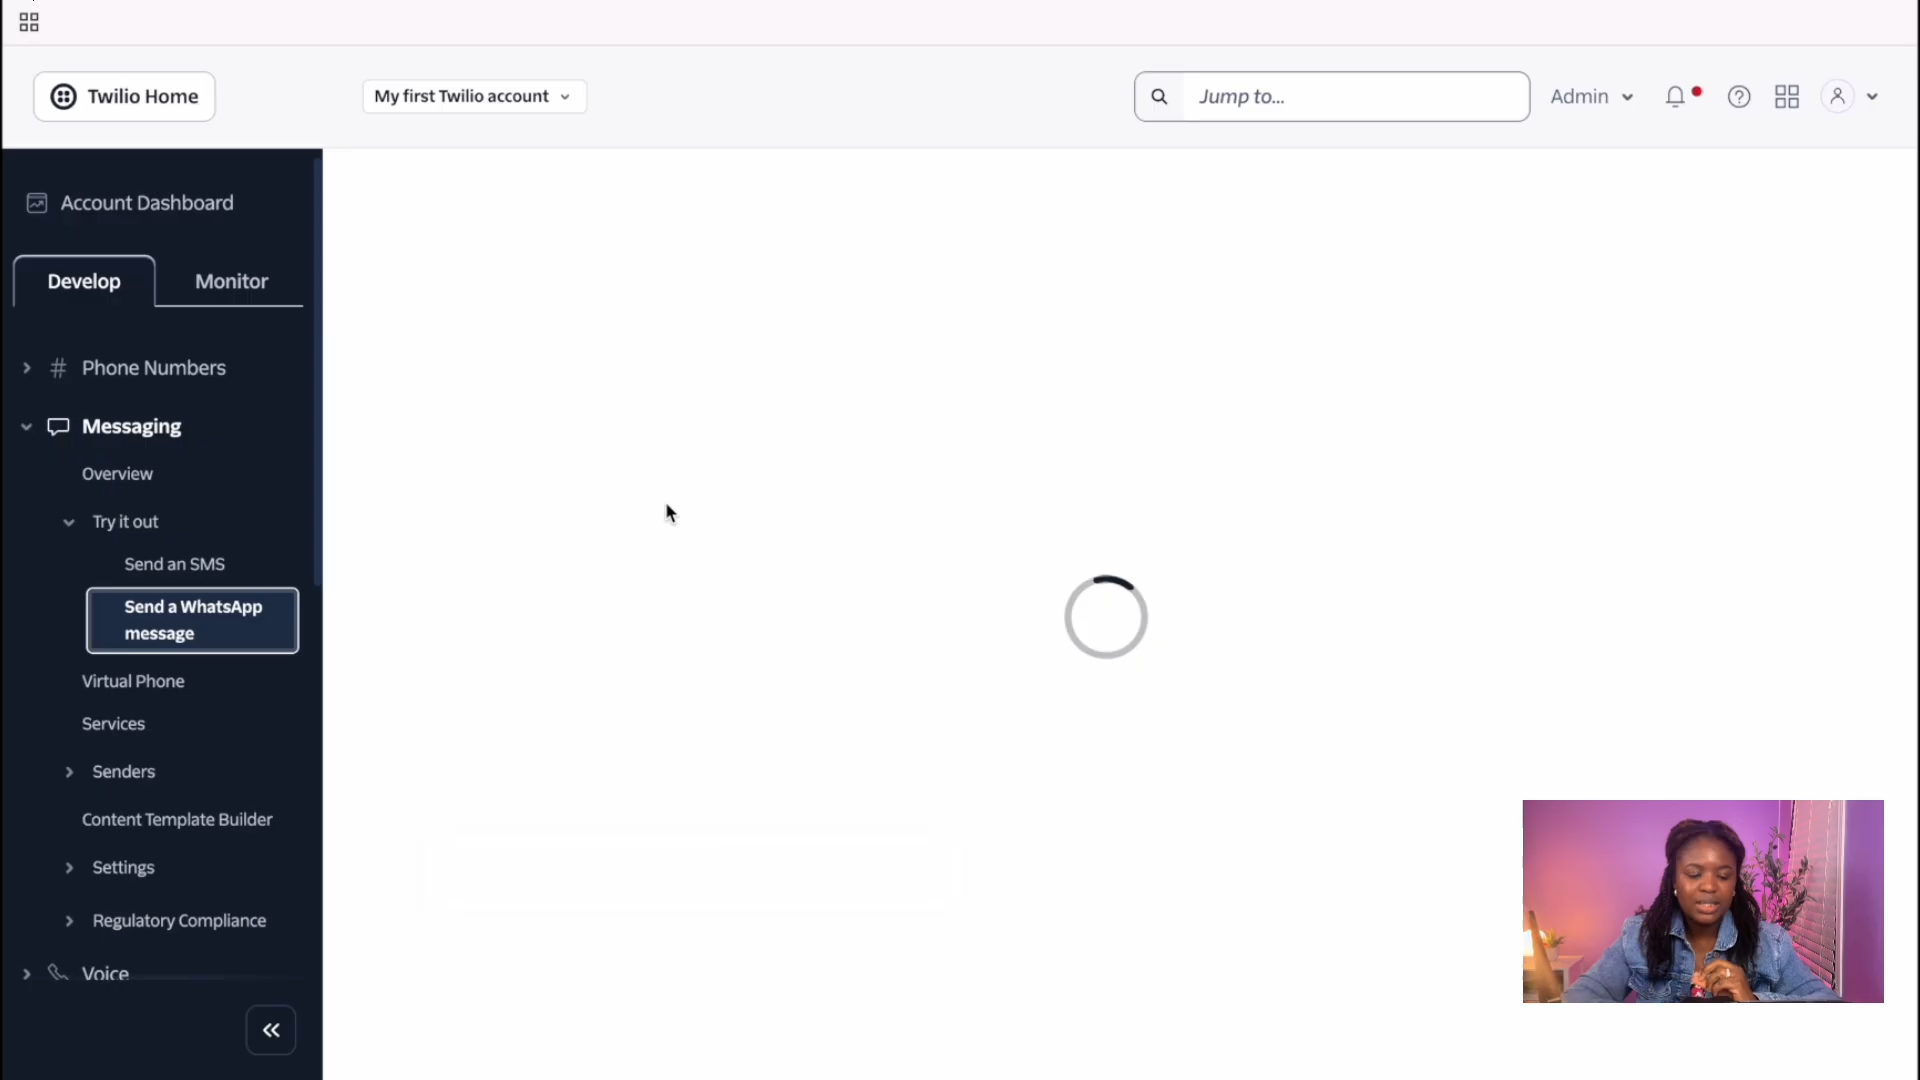 Twilio Home
My first Twilio account
Jump to...
Admin
Account Dashboard
Develop
Monitor
Phone Numbers
Messaging
Overview
Try it out
Send an SMS
Send a WhatsApp
message
Virtual Phone
Services
Senders
Content Template Builder
Settings
Regulatory Compliance
Voice